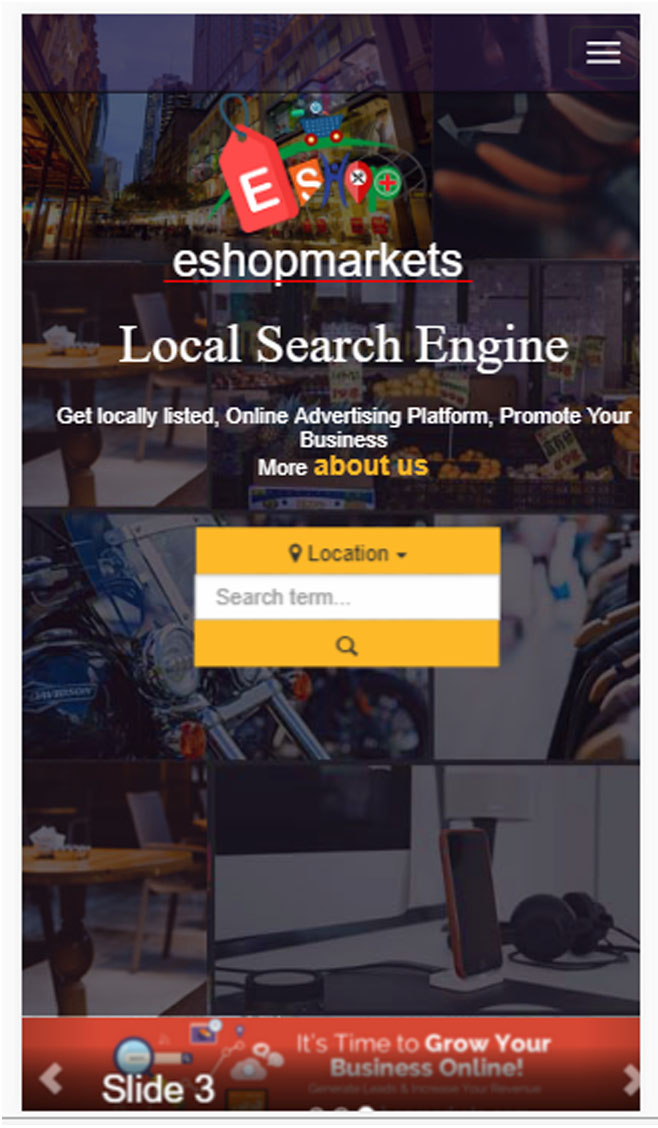 ESHOP
eshopmarkets
Local Search Engine
Get locally listed, Online Advertising Platform, Promote Your
Business
More about us
Location
Search term...
DAVIDSON
It's Time to Grow Your
Business Online!
Generate Leads & Increase Your Revenue
Slide 3